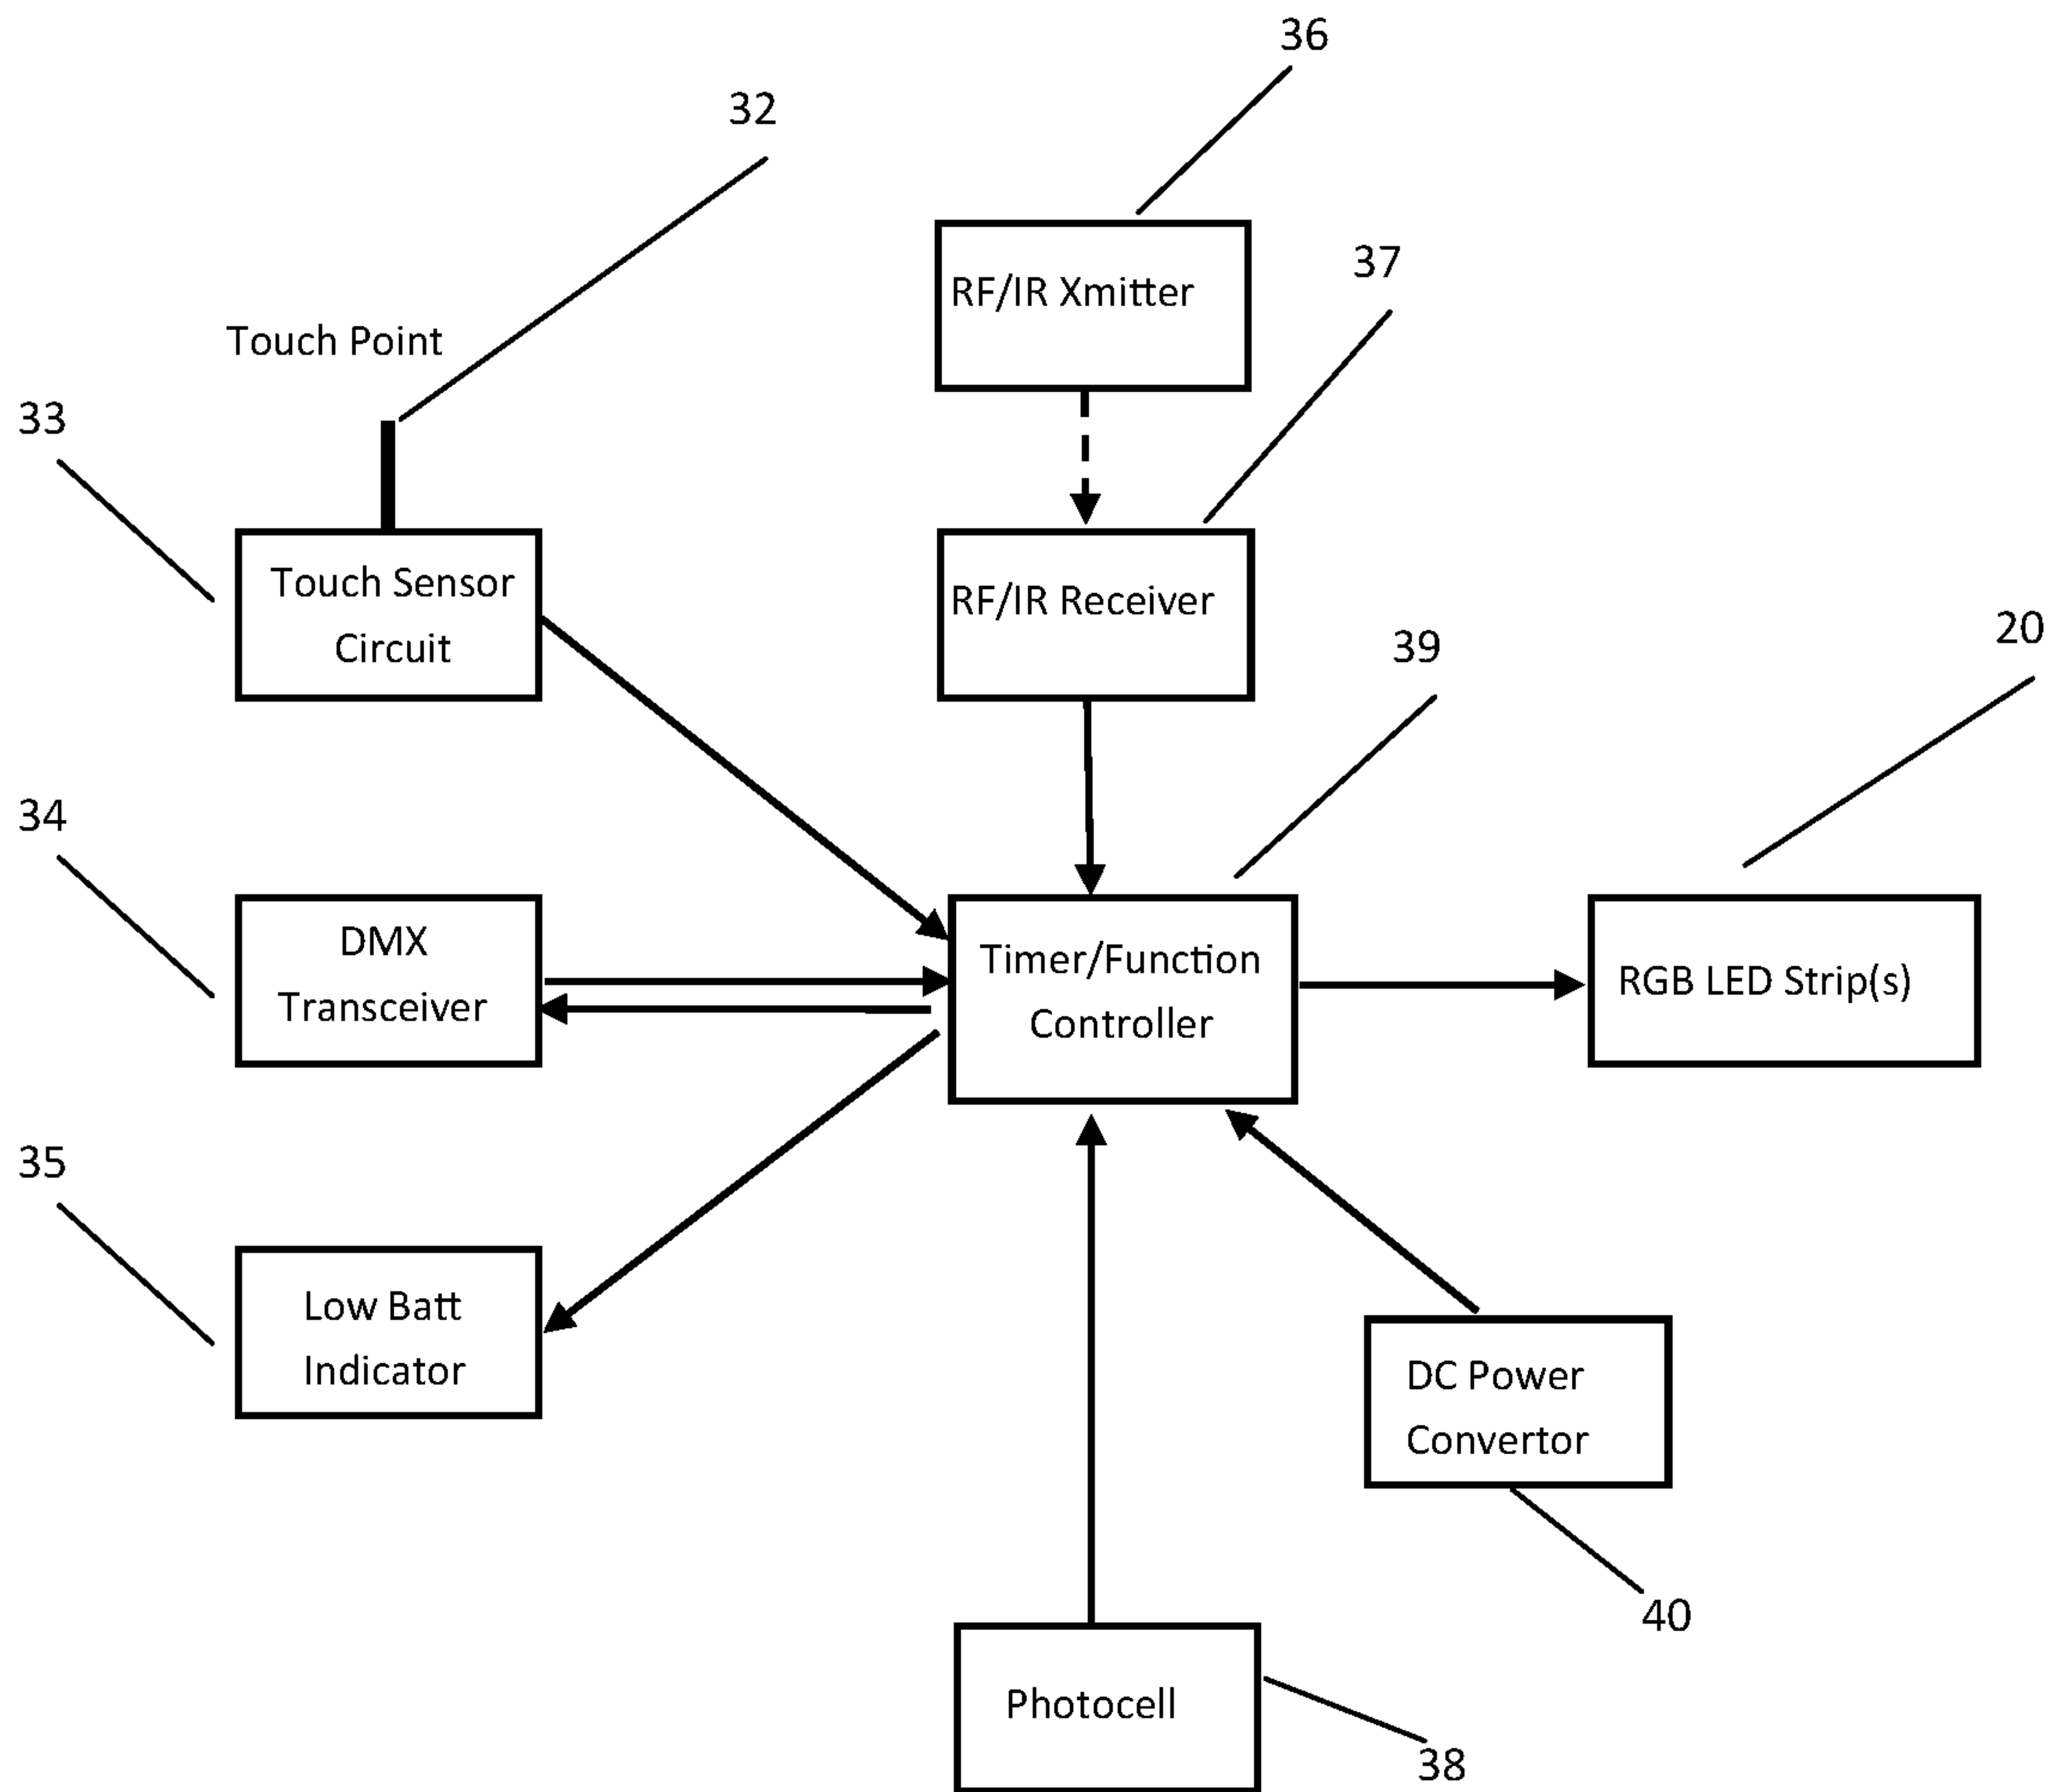 36
32
37
RF/IR Xmitter
Touch Point
33
RF/IR Receiver
Touch Sensor
Circuit
39
20
34
DMX
Transceiver
Timer/Function
Controller
RGB LED Strip(s)
35
Low Batt
Indicator
DC Power
Convertor
40
Photocell
38